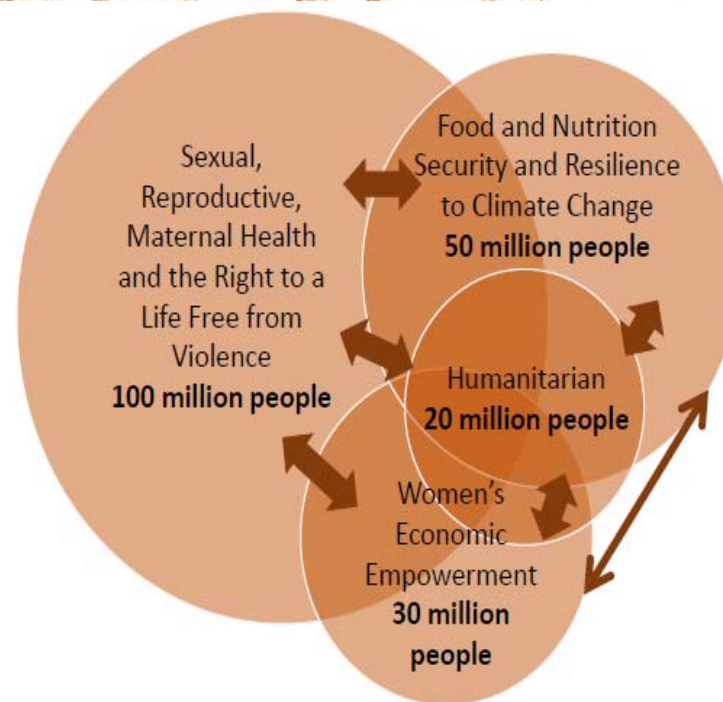 Sexual,
Reproductive,
Maternal Health
and the Right to a
Life Free from
Violence
100 million people
Food and Nutrition
Security and Resilience
to Climate Change
50 million people
Humanitarian
20 million people
Women's
Economic
Empowerment
30 million
people